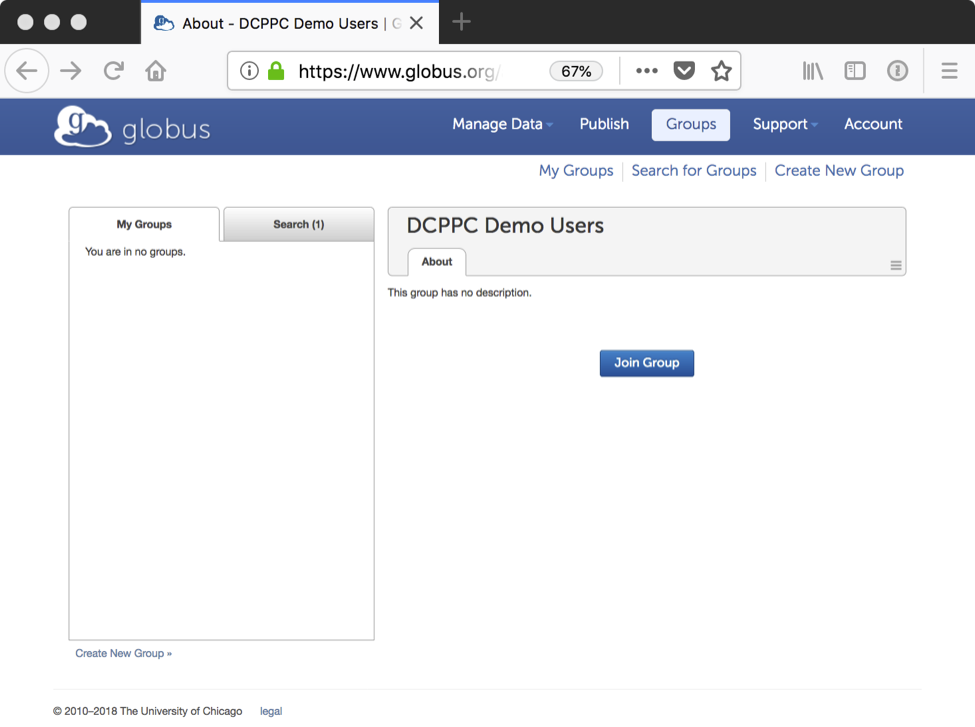 About - DCPPC Demo Users | G
https://www.globus.org/
67%
globus
Manage Data
Publish
Groups
Support
Account
My Groups
Search for Groups
Create New Group
My Groups
Search (1)
You are in no groups.
DCPPC Demo Users
About
This group has no description.
Join Group
Create New Group »
© 2010–2018 The University of Chicago
legal